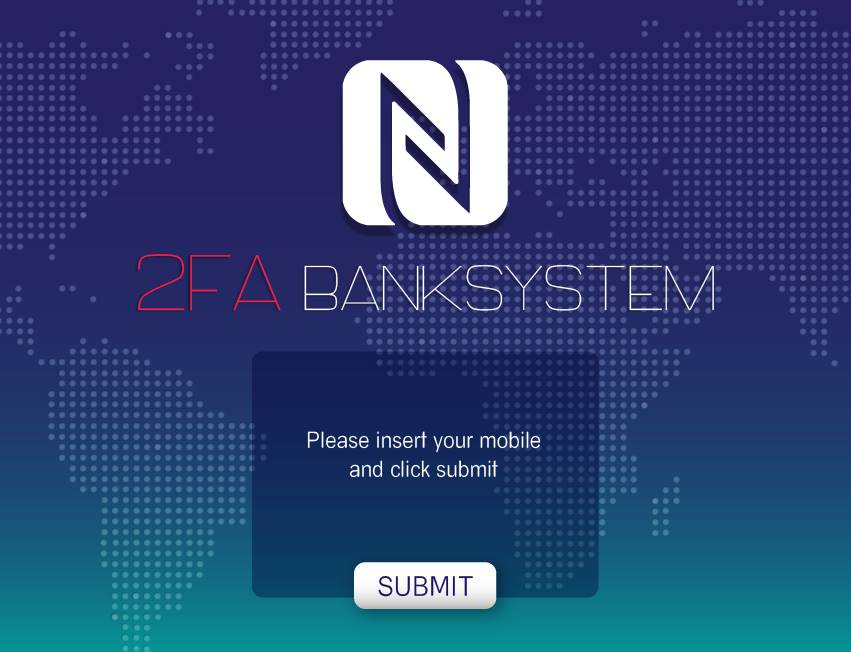 2FA BANKSYSTEM
Please insert your mobile
and click submit
SUBMIT